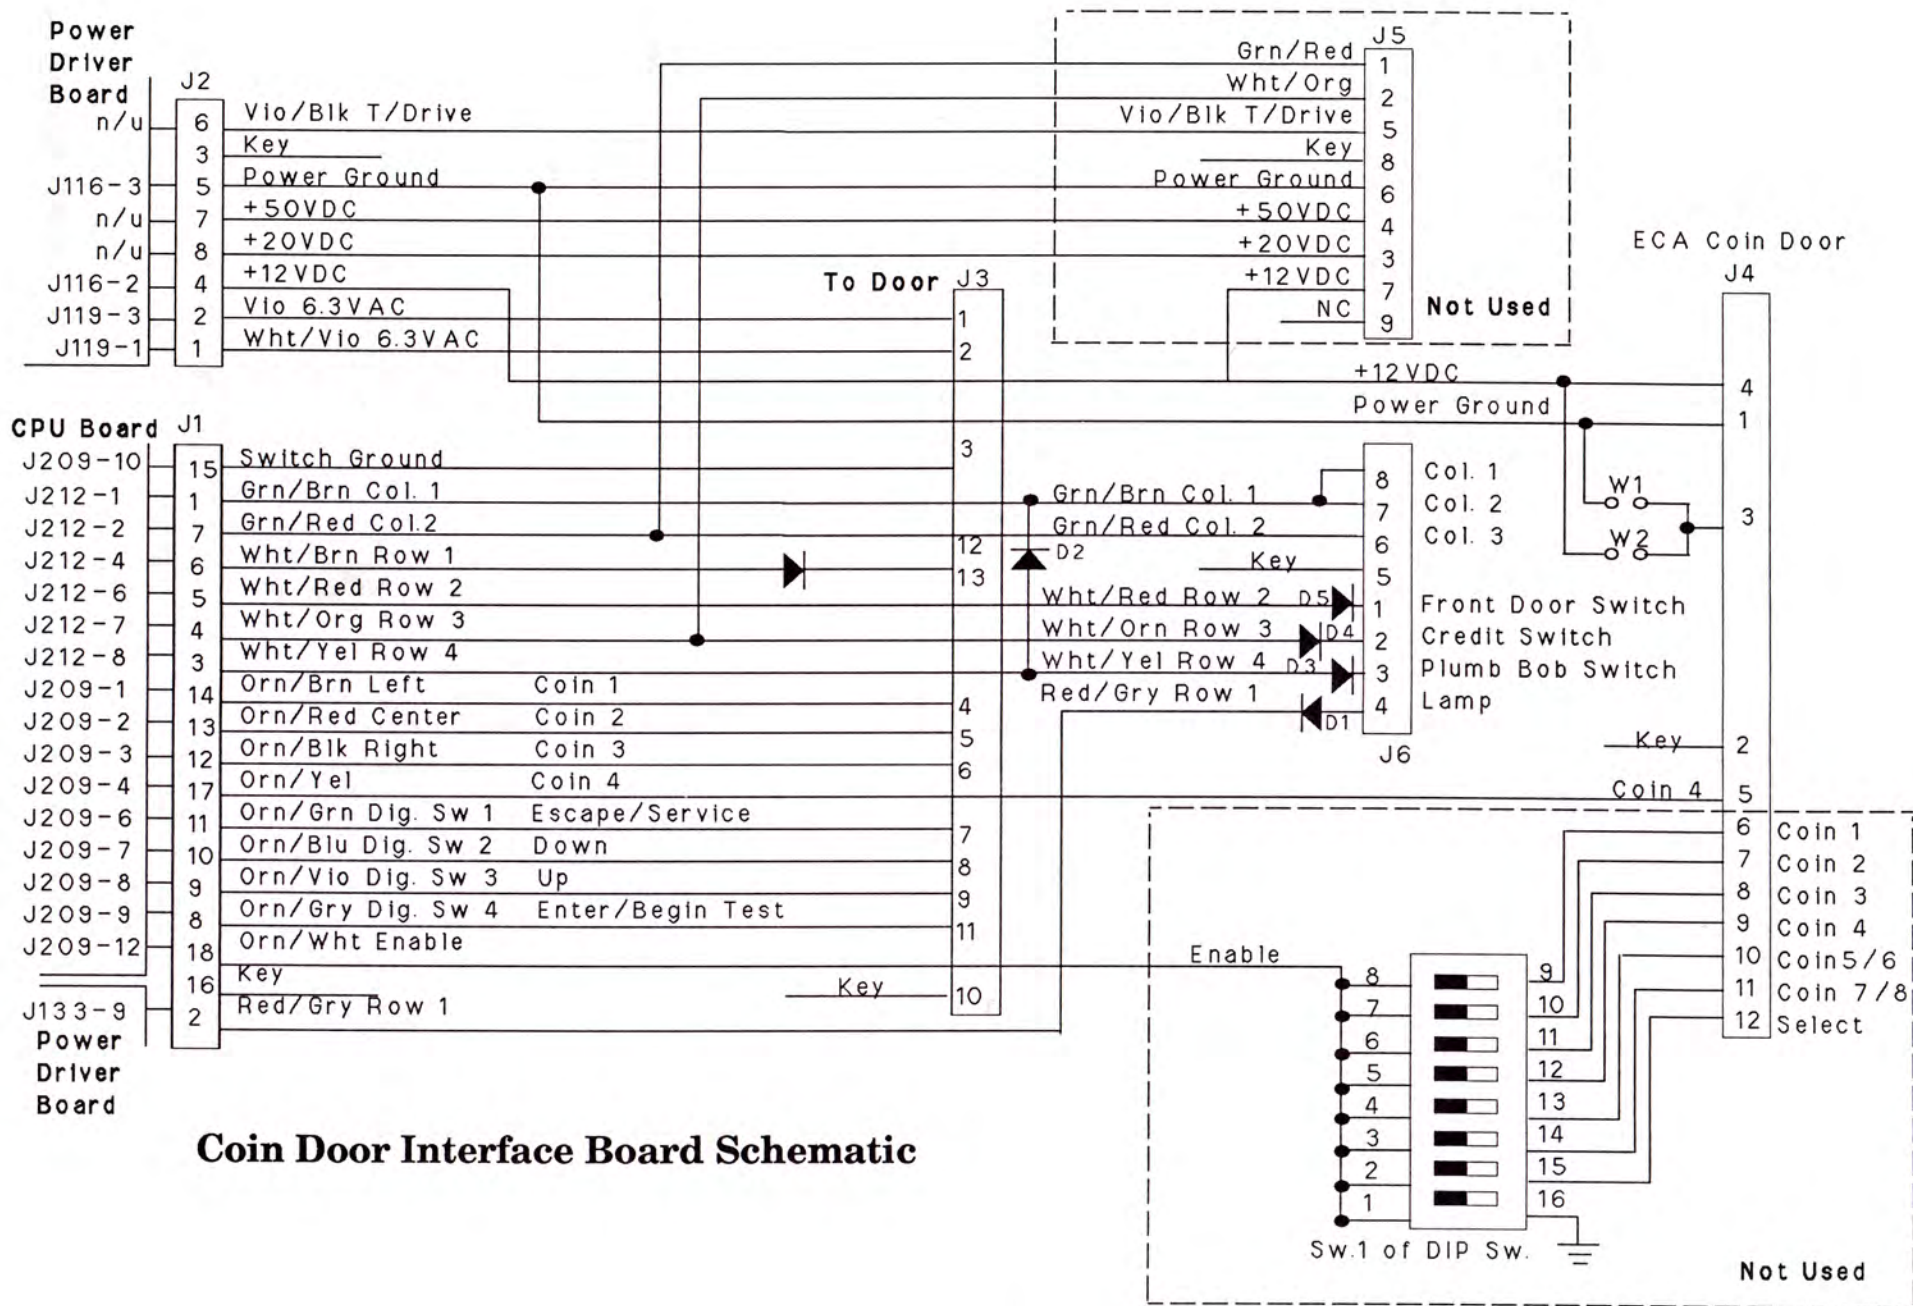 Power
Driver
Board
J2
n/u 6 Vio/Blk T/Drive
3 Key
J116-3 5 Power Ground
n/u 7 +50VDC
n/u 8 +20VDC
J116-2 4 +12VDC
J119-3 2 Vio 6.3VAC
J119-1 1 Wht/Vio 6.3VAC
J5
Grn/Red 1
Wht/Org 2
Vio/Blk T/Drive 5
Key 8
Power Ground 6
+50VDC 4
+20VDC 3
+12VDC 7
NC 9
Not Used
CPU Board J1
J209-10 15 Switch Ground
J212-1 1 Grn/Brn Col. 1
J212-2 7 Grn/Red Col.2
J212-4 6 Wht/Brn Row 1
J212-6 5 Wht/Red Row 2
J212-7 4 Wht/Org Row 3
J212-8 3 Wht/Yel Row 4
J209-1 14 Orn/Brn Left Coin 1
J209-2 13 Orn/Red Center Coin 2
J209-3 12 Orn/Blk Right Coin 3
J209-4 17 Orn/Yel Coin 4
J209-6 11 Orn/Grn Dig. Sw 1 Escape/Service
J209-7 10 Orn/Blu Dig. Sw 2 Down
J209-8 9 Orn/Vio Dig. Sw 3 Up
J209-9 8 Orn/Gry Dig. Sw 4 Enter/Begin Test
J209-12 18 Orn/Wht Enable
16 Key
J133-9 2 Red/Gry Row 1
Power
Driver
Board
To Door J3
1
2
3
12
13
4
5
6
7
8
9
11
Key 10
+12VDC
Power Ground
Grn/Brn Col. 1
Grn/Red Col. 2
D2
Key
Wht/Red Row 2 D5
Wht/Orn Row 3 D4
Wht/Yel Row 4 D3
Red/Gry Row 1 D1
8 Col. 1
7 Col. 2
6 Col. 3
5
1 Front Door Switch
2 Credit Switch
3 Plumb Bob Switch
4 Lamp
J6
W1
W2
ECA Coin Door
J4
4
1
3
Key 2
Coin 4 5
6 Coin 1
7 Coin 2
8 Coin 3
9 Coin 4
10 Coin5/6
11 Coin 7/8
12 Select
Enable
8 9
7 10
6 11
5 12
4 13
3 14
2 15
1 16
Sw.1 of DIP Sw.
Not Used
Coin Door Interface Board Schematic